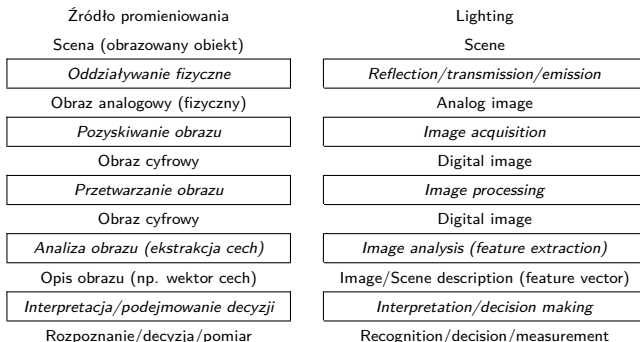 Źródło promieniowania
Scena (obrazowany obiekt)
Oddziaływanie fizyczne
Obraz analogowy (fizyczny)
Pozyskiwanie obrazu
Obraz cyfrowy
Przetwarzanie obrazu
Obraz cyfrowy
Analiza obrazu (ekstrakcja cech)
Opis obrazu (np. wektor cech)
Interpretacja/podejmowanie decyzji
Rozpoznanie/decyzja/pomiar
Lighting
Scene
Reflection/transmission/emission
Analog image
Image acquisition
Digital image
Image processing
Digital image
Image analysis (feature extraction)
Image/Scene description (feature vector)
Interpretation/decision making
Recognition/decision/measurement